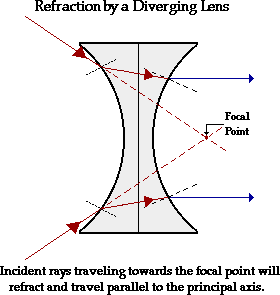 Refraction by a Diverging Lens
Focal
Point
Incident rays traveling towards the focal point will
refract and travel parallel to the principal axis.